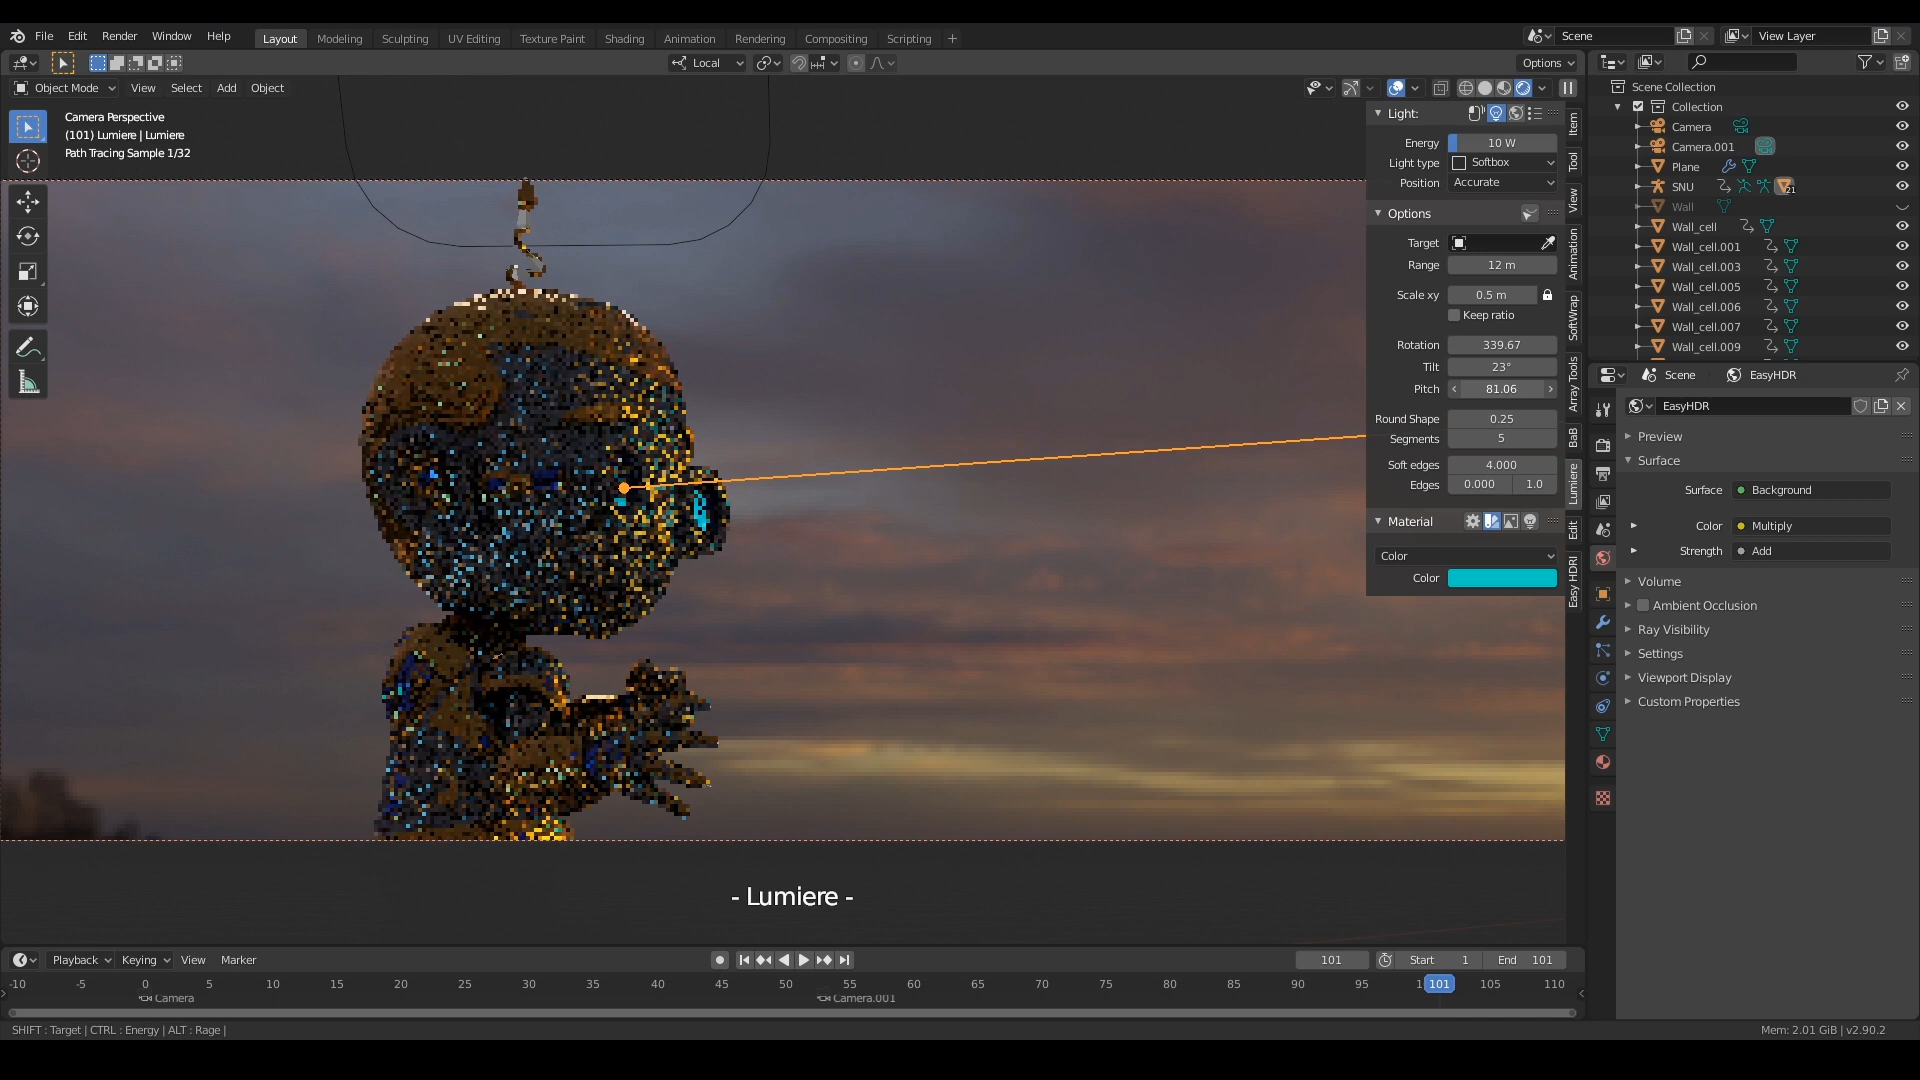 File Edit Render Window Help Layout Modeling Sculpting UV Editing Texture Paint Shading Animation Rendering Compositing Scripting + Scene View Layer
Local Options
Object Mode View Select Add Object
Camera Perspective
(101) Lumiere | Lumiere
Path Tracing Sample 1/32
Light:
Energy 10 W
Light type Softbox
Position Accurate
Options
Target
Range 12 m
Scale xy 0.5 m
Keep ratio
Rotation 339.67
Tilt 23°
Pitch 81.06
Round Shape 0.25
Segments 5
Soft edges 4.000
Edges 0.000 1.0
Material
Color
Color
Item
Tool
View
Animation
SoftWrap
Array Tools
BaB
Lumiere
Edit
Easy HDRI
Scene Collection
Collection
Camera
Camera.001
Plane
SNU 21
Wall
Wall_cell
Wall_cell.001
Wall_cell.003
Wall_cell.005
Wall_cell.006
Wall_cell.007
Wall_cell.009
Scene EasyHDR
EasyHDR
Preview
Surface
Surface Background
Color Multiply
Strength Add
Volume
Ambient Occlusion
Ray Visibility
Settings
Viewport Display
Custom Properties
- Lumiere -
Playback Keying View Marker 101 Start 1 End 101
-10 -5 0 5 10 15 20 25 30 35 40 45 50 55 60 65 70 75 80 85 90 95 1 101 105 110
Camera Camera.001
SHIFT : Target | CTRL : Energy | ALT : Rage | Mem: 2.01 GiB | v2.90.2